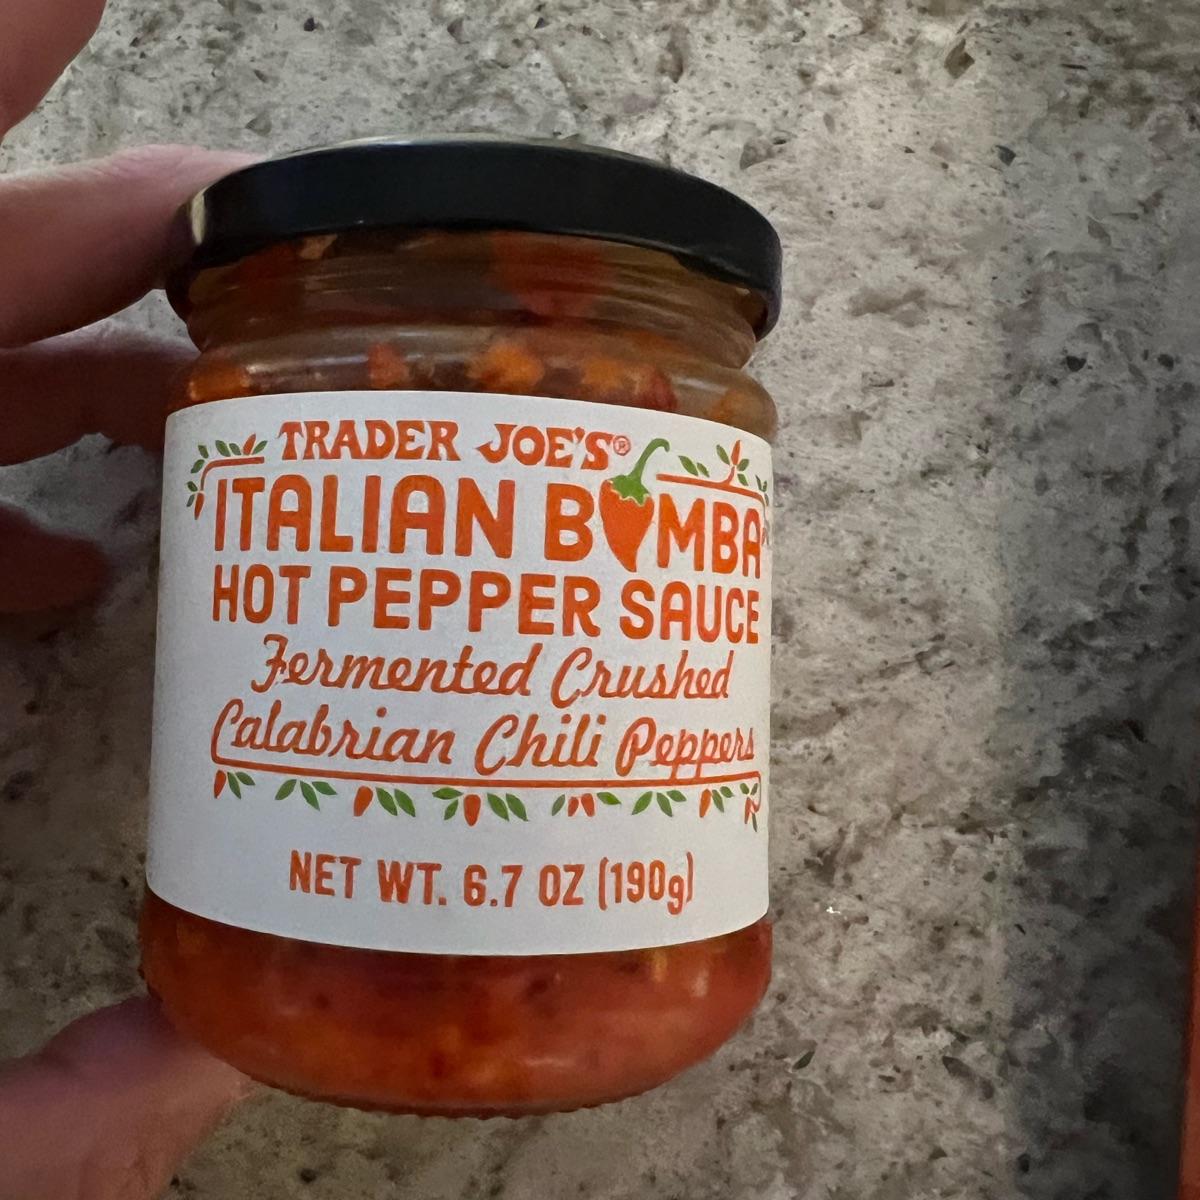 TRADER JOE'S®
ITALIAN BOMBA
HOT PEPPER SAUCE
Fermented Crushed
Calabrian Chili Peppers
NET WT. 6.7 OZ (190g)